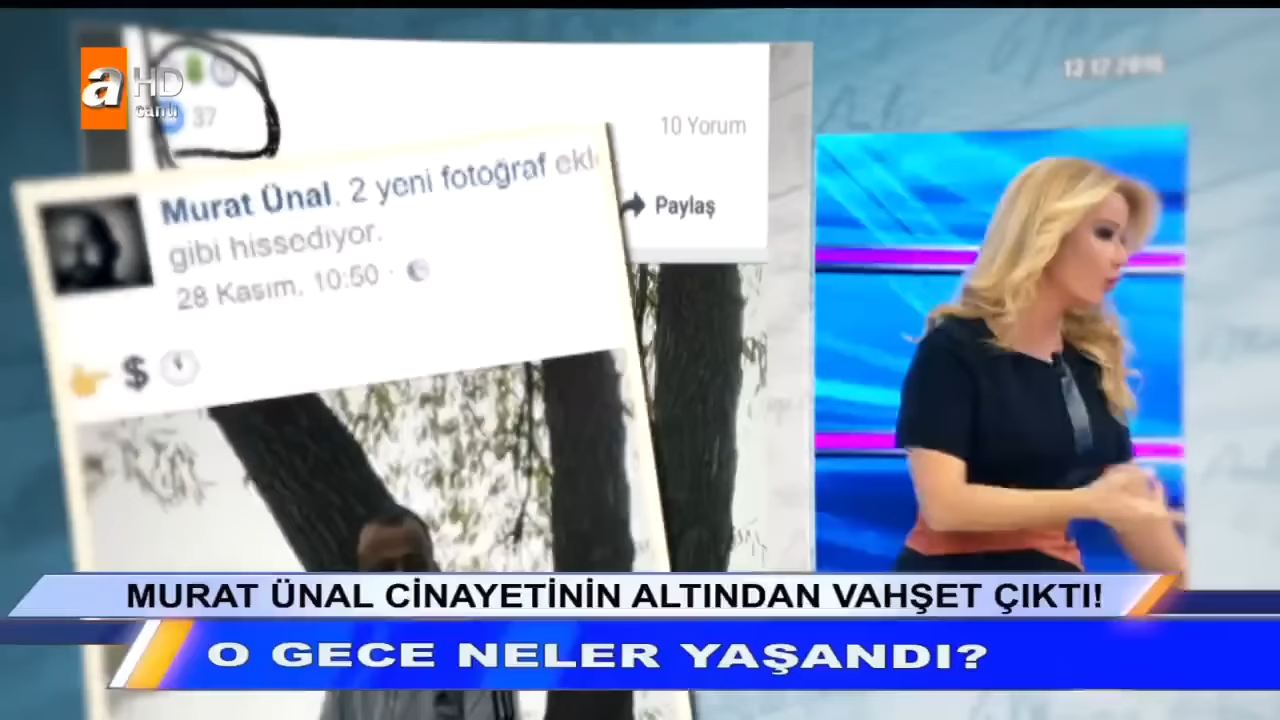 a HD
canlı
37
10 Yorum
Paylaş
Murat Ünal, 2 yeni fotoğraf
gibi hissediyor.
28 Kasım, 10:50 ·
$
MURAT ÜNAL CİNAYETİNİN ALTINDAN VAHŞET ÇIKTI!
O GECE NELER YAŞANDI?